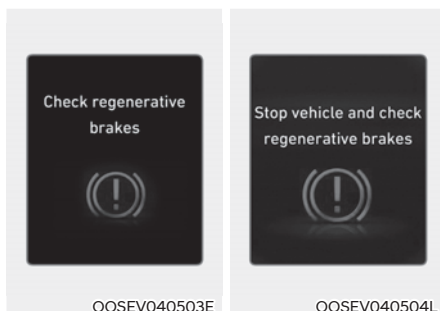 Check regenerative
brakes
Stop vehicle and check
regenerative brakes
OOSEV040503E
OOSEV040504L